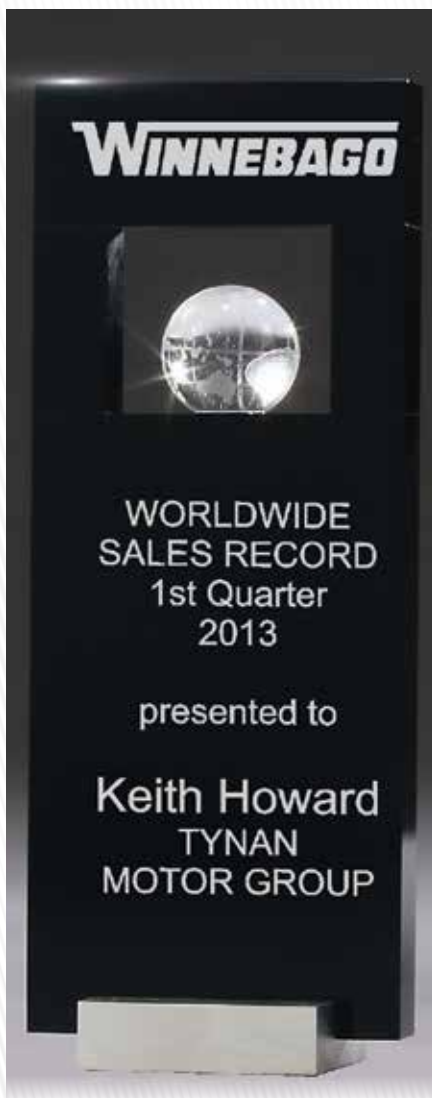 WINNEBAGO
WORLDWIDE
SALES RECORD
1st Quarter
2013
presented to
Keith Howard
TYNAN
MOTOR GROUP